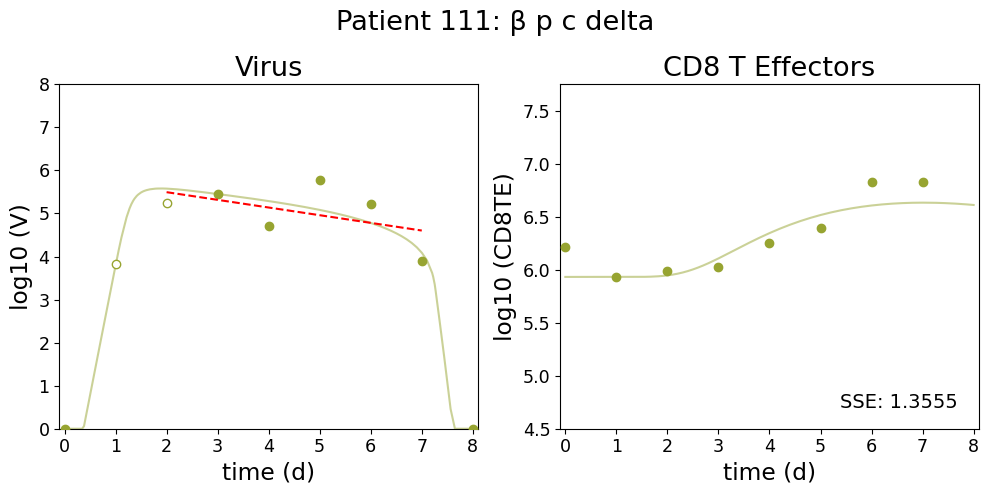 Patient 111: β p c delta
Virus
CD8 T Effectors
8
7
6
5
4
3
2
1
0
log10 (V)
0 1 2 3 4 5 6 7 8
time (d)
7.5
7.0
6.5
6.0
5.5
5.0
4.5
log10 (CD8TE)
SSE: 1.3555
0 1 2 3 4 5 6 7 8
time (d)